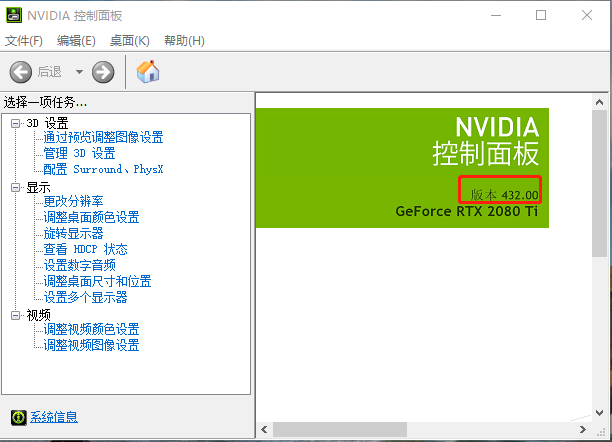 NVIDIA 控制面板
文件(F) 编辑(E) 桌面(K) 帮助(H)
后退
选择一项任务...
3D 设置
通过预览调整图像设置
管理 3D 设置
配置 Surround、PhysX
显示
更改分辨率
调整桌面颜色设置
旋转显示器
查看 HDCP 状态
设置数字音频
调整桌面尺寸和位置
设置多个显示器
视频
调整视频颜色设置
调整视频图像设置
系统信息
NVIDIA
控制面板
版本 432.00
GeForce RTX 2080 Ti